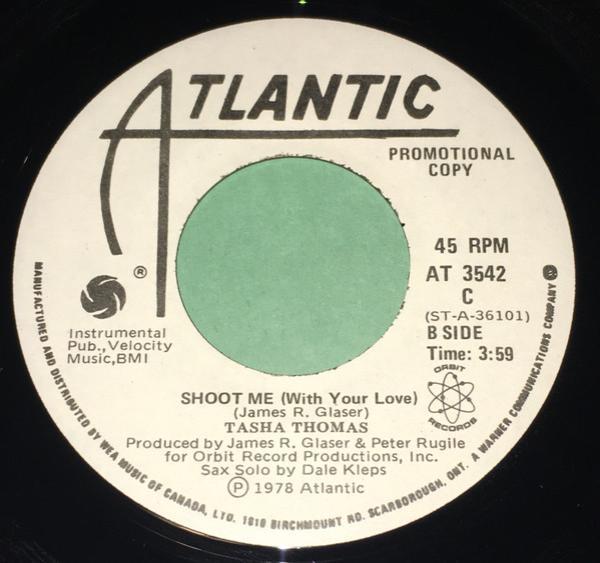 ATLANTIC
PROMOTIONAL
COPY
®
45 RPM
AT 3542
C
(ST-A-36101)
B SIDE
Time: 3:59
Instrumental
Pub., Velocity
Music,BMI
ORBIT
RECORDS
SHOOT ME (With Your Love)
(James R. Glaser)
TASHA THOMAS
Produced by James R. Glaser & Peter Rugile
for Orbit Record Productions, Inc.
Sax Solo by Dale Kleps
℗ 1978 Atlantic
MANUFACTURED AND DISTRIBUTED BY WEA MUSIC OF CANADA, LTD. 1810 BIRCHMOUNT RD. SCARBOROUGH, ONT. A WARNER COMMUNICATIONS COMPANY